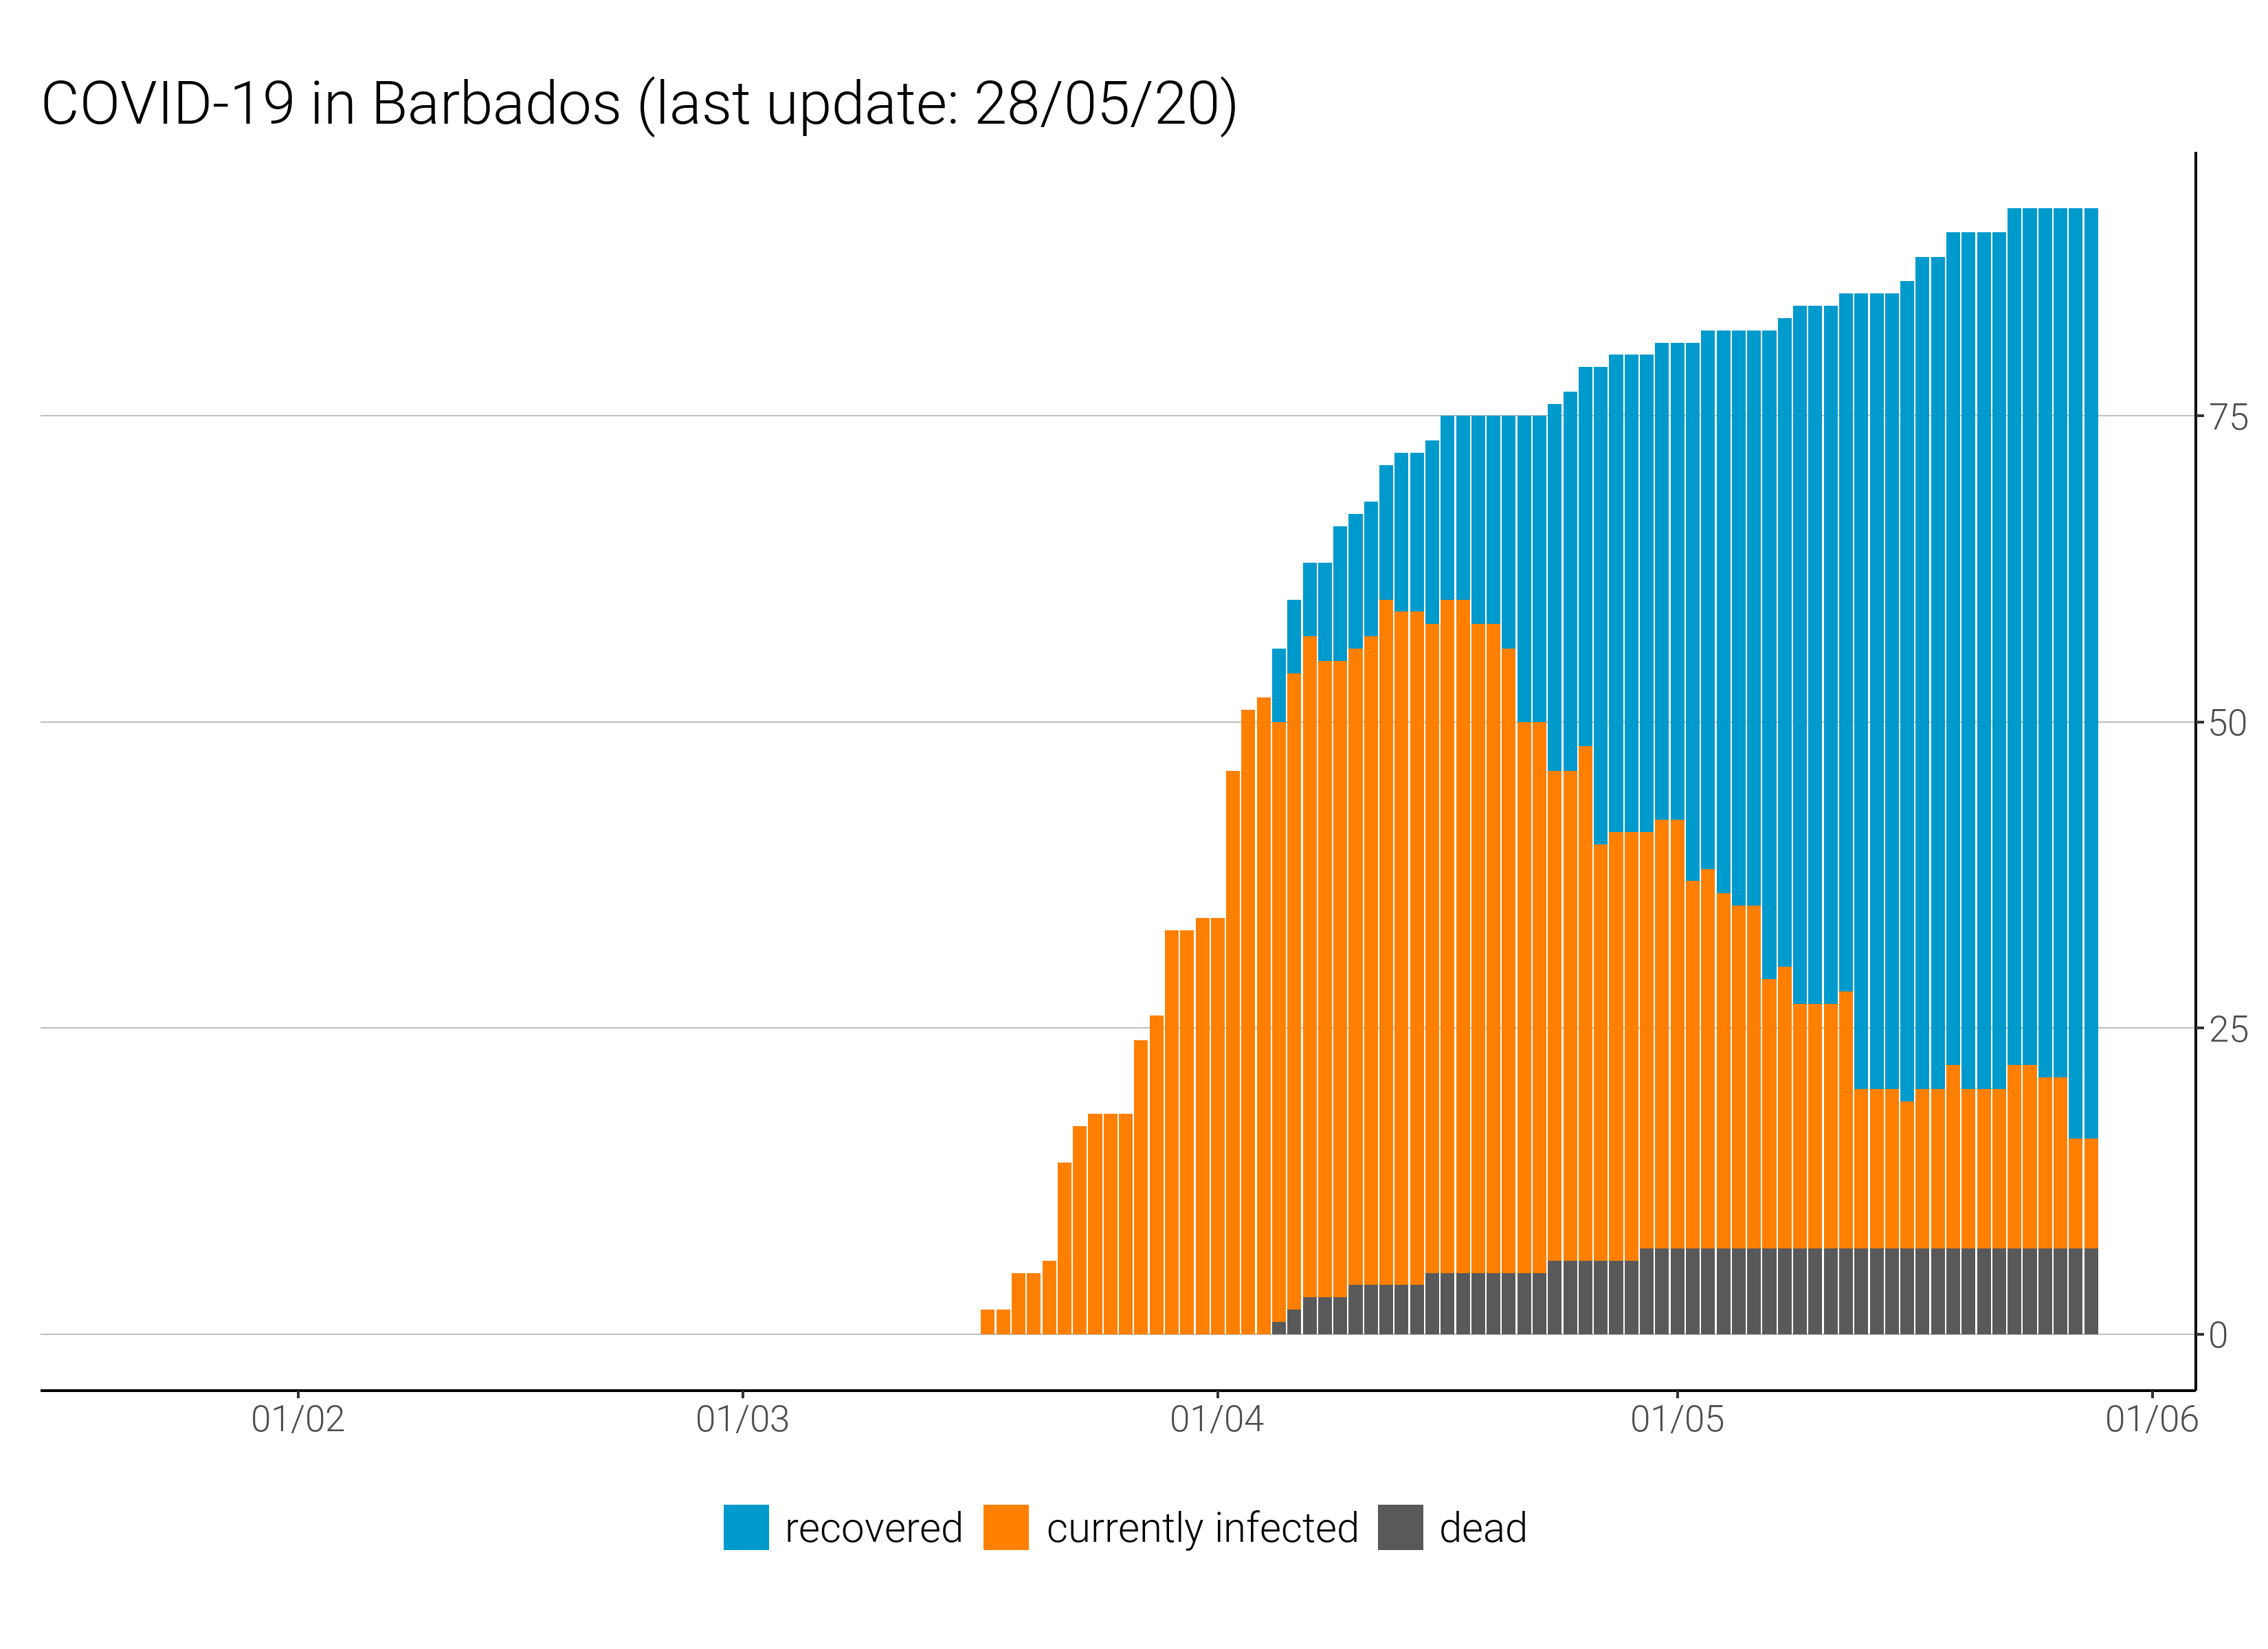 COVID-19 in Barbados (last update: 28/05/20)
75
50
25
0
01/02 01/03 01/04 01/05 01/06
recovered currently infected dead